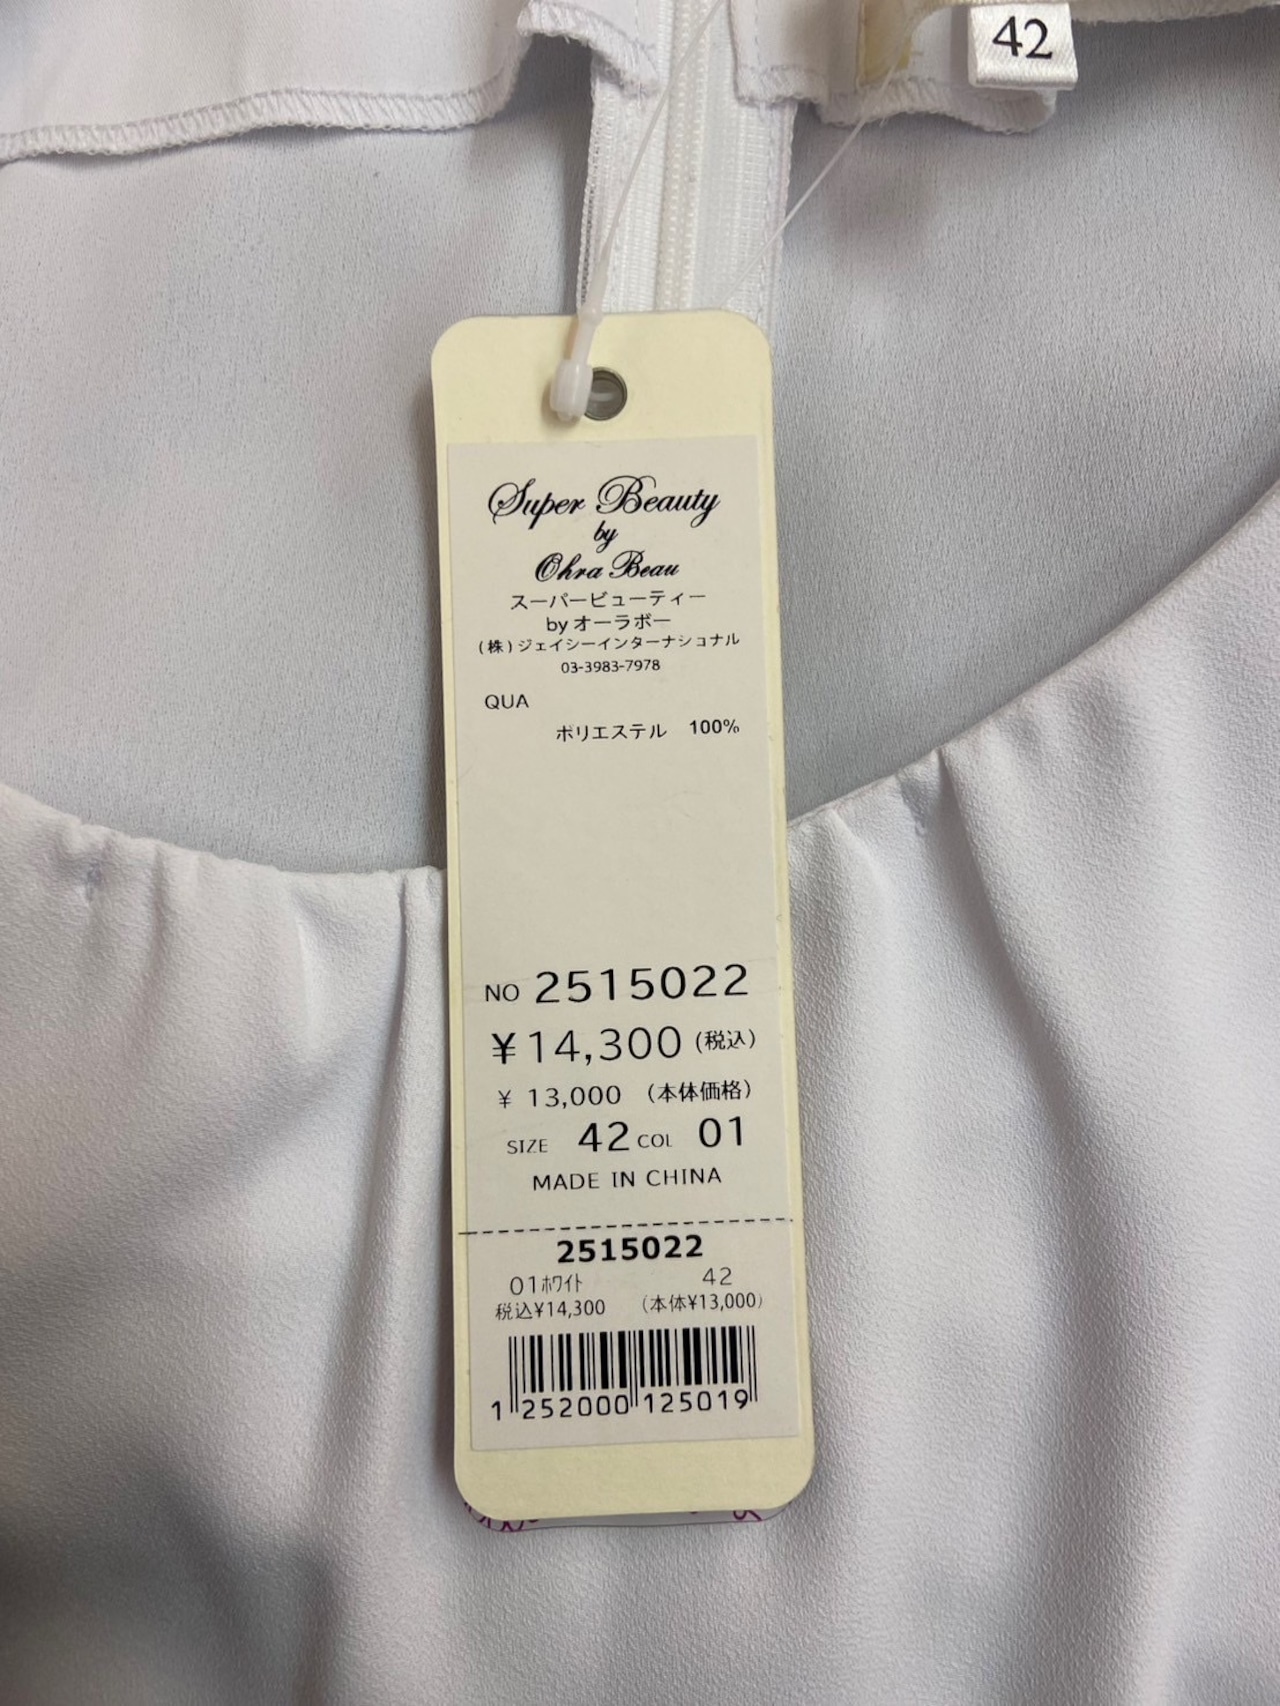 42
Super Beauty
by
Ohra Beau
スーパービューティー
by オーラボー
(株)ジェイシーインターナショナル
03-3983-7978
QUA
ポリエステル 100%
NO 2515022
¥14,300 (税込)
¥ 13,000 (本体価格)
SIZE 42 COL 01
MADE IN CHINA
2515022
01ﾎﾜｲﾄ 42
税込¥14,300 (本体¥13,000)
1 252000 125019